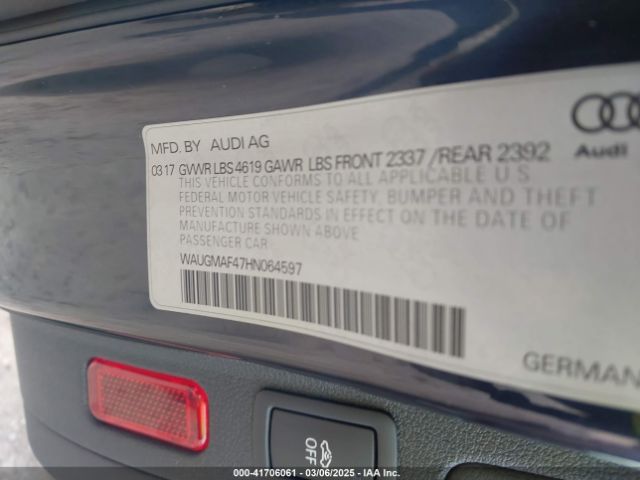 MFD. BY AUDI AG
03 17 GVWR LBS 4619 GAWR LBS FRONT 2337 /REAR 2392
THIS VEHICLE CONFORMS TO ALL APPLICABLE U S
FEDERAL MOTOR VEHICLE SAFETY, BUMPER AND THEFT
PREVENTION STANDARDS IN EFFECT ON THE DATE OF
MANUFACTURE SHOWN ABOVE
PASSENGER CAR
WAUGMAF47HN064597
Audi
GERMAN
OFF
000-41706061 - 03/06/2025 - IAA Inc.